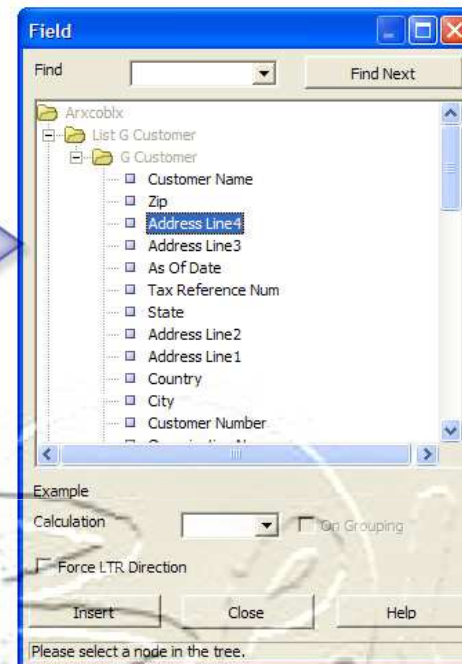 Field
Find Find Next
Arxcoblx
List G Customer
G Customer
Customer Name
Zip
Address Line4
Address Line3
As Of Date
Tax Reference Num
State
Address Line2
Address Line1
Country
City
Customer Number
Example
Calculation On Grouping
Force LTR Direction
Insert Close Help
Please select a node in the tree.